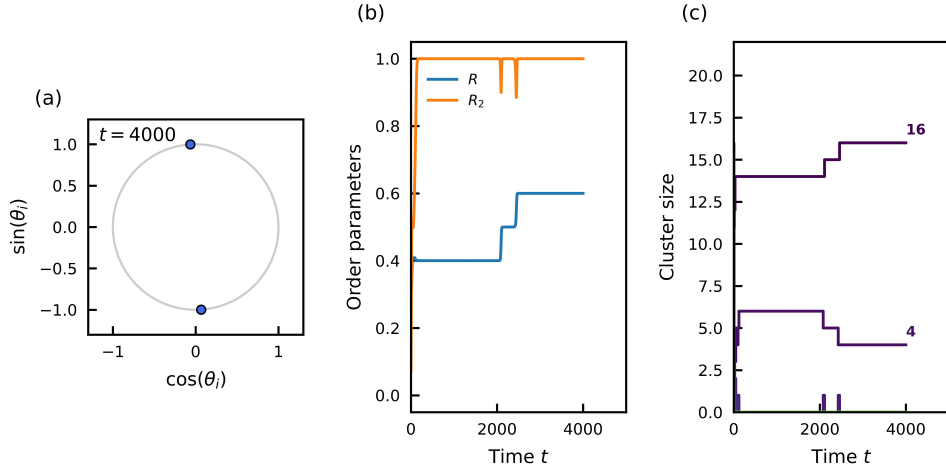 (a)
t = 4000
1.0
0.5
0.0
−0.5
−1.0
sin(θᵢ)
−1 0 1
cos(θᵢ)
(b)
1.0
0.8
0.6
0.4
0.2
0.0
Order parameters
R
R₂
0 2000 4000
Time t
(c)
20.0
17.5
15.0
12.5
10.0
7.5
5.0
2.5
0.0
Cluster size
16
4
0 2000 4000
Time t